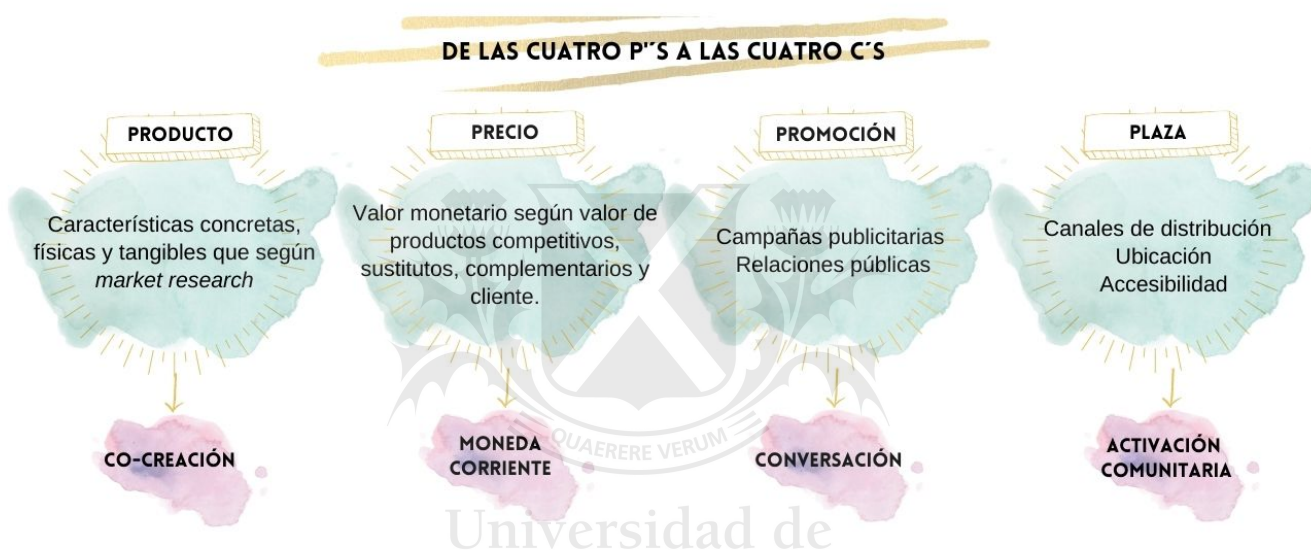 DE LAS CUATRO P"S A LAS CUATRO C´S
PRODUCTO
Características concretas,
físicas y tangibles que según
market research
CO-CREACIÓN
PRECIO
Valor monetario según valor de
productos competitivos,
sustitutos, complementarios y
cliente.
MONEDA
CORRIENTE
PROMOCIÓN
Campañas publicitarias
Relaciones públicas
CONVERSACIÓN
PLAZA
Canales de distribución
Ubicación
Accesibilidad
ACTIVACIÓN
COMUNITARIA
QUAERERE VERUM
Universidad de